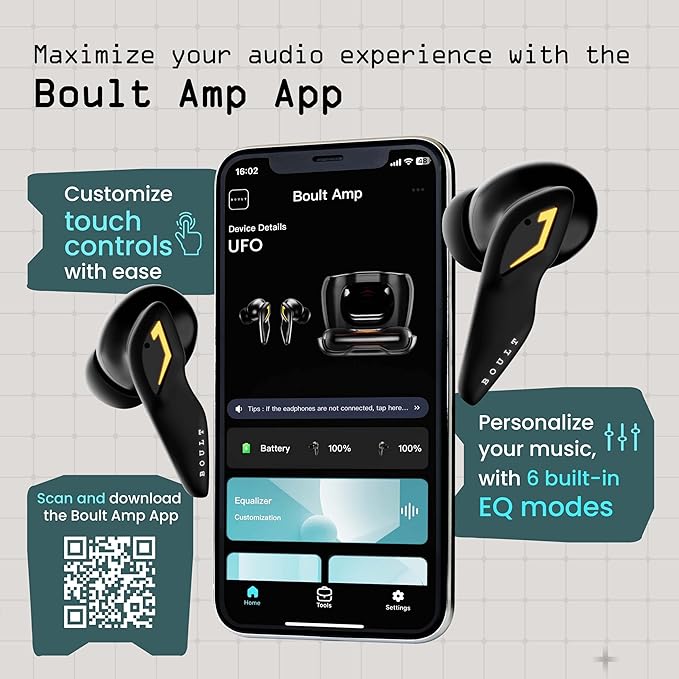 Maximize your audio experience with the
Boult Amp App
Customize
touch
controls
with ease
16:02
48
BOULT
Boult Amp
Device Details
UFO
Tips : If the eadphones are not connected, tap here...
Battery
100%
100%
Equalizer
Customization
Home
Tools
Settings
BOULT
BOULT
Personalize
your music,
with 6 built-in
EQ modes
Scan and download
the Boult Amp App